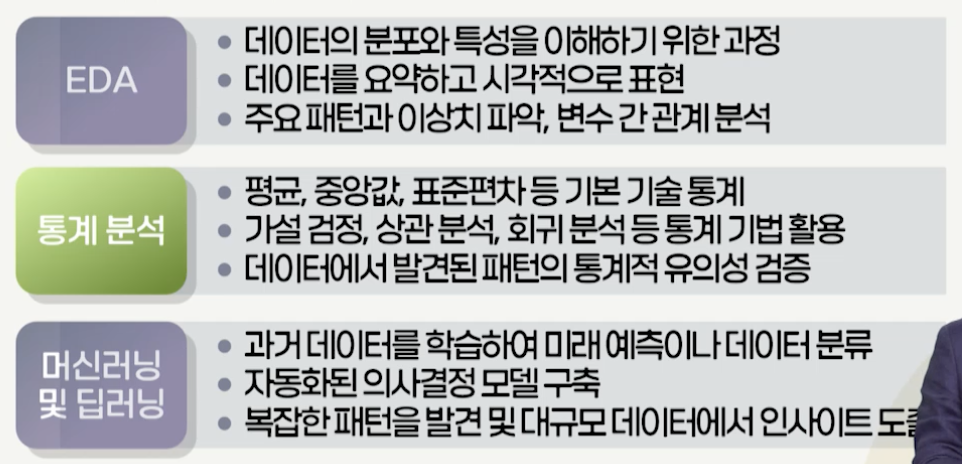 EDA
데이터의 분포와 특성을 이해하기 위한 과정
데이터를 요약하고 시각적으로 표현
주요 패턴과 이상치 파악, 변수 간 관계 분석
통계 분석
평균, 중앙값, 표준편차 등 기본 기술 통계
가설 검정, 상관 분석, 회귀 분석 등 통계 기법 활용
데이터에서 발견된 패턴의 통계적 유의성 검증
머신러닝
및 딥러닝
과거 데이터를 학습하여 미래 예측이나 데이터 분류
자동화된 의사결정 모델 구축
복잡한 패턴을 발견 및 대규모 데이터에서 인사이트